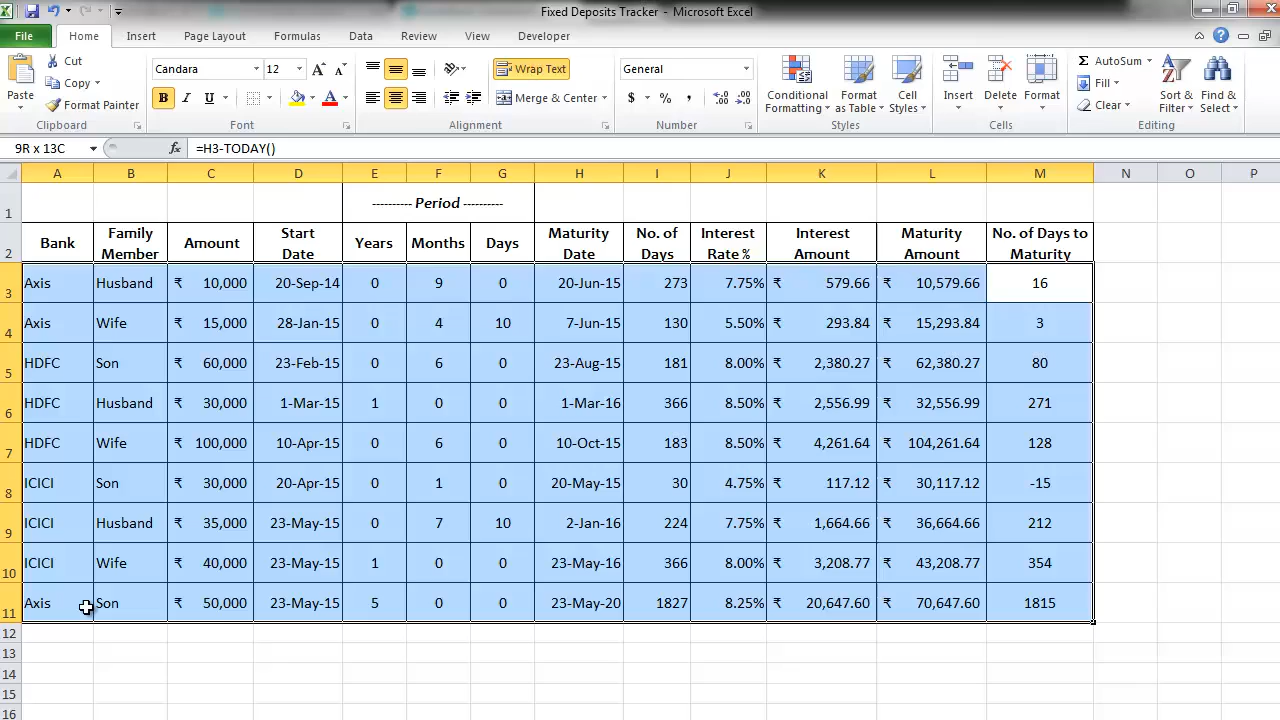 Fixed Deposits Tracker - Microsoft Excel
File Home Insert Page Layout Formulas Data Review View Developer
Paste Cut Copy Format Painter Clipboard
Candara 12 B I U A Font
Wrap Text Merge & Center Alignment
General $ % , Number
Conditional Formatting Format as Table Cell Styles Styles
Insert Delete Format Cells
Σ AutoSum Fill Clear Sort & Filter Find & Select Editing
9R x 13C fx =H3-TODAY()
A B C D E F G H I J K L M N O P
1 ---------- Period ----------
2 Bank Family Member Amount Start Date Years Months Days Maturity Date No. of Days Interest Rate % Interest Amount Maturity Amount No. of Days to Maturity
3 Axis Husband ₹ 10,000 20-Sep-14 0 9 0 20-Jun-15 273 7.75% ₹ 579.66 ₹ 10,579.66 16
4 Axis Wife ₹ 15,000 28-Jan-15 0 4 10 7-Jun-15 130 5.50% ₹ 293.84 ₹ 15,293.84 3
5 HDFC Son ₹ 60,000 23-Feb-15 0 6 0 23-Aug-15 181 8.00% ₹ 2,380.27 ₹ 62,380.27 80
6 HDFC Husband ₹ 30,000 1-Mar-15 1 0 0 1-Mar-16 366 8.50% ₹ 2,556.99 ₹ 32,556.99 271
7 HDFC Wife ₹ 100,000 10-Apr-15 0 6 0 10-Oct-15 183 8.50% ₹ 4,261.64 ₹ 104,261.64 128
8 ICICI Son ₹ 30,000 20-Apr-15 0 1 0 20-May-15 30 4.75% ₹ 117.12 ₹ 30,117.12 -15
9 ICICI Husband ₹ 35,000 23-May-15 0 7 10 2-Jan-16 224 7.75% ₹ 1,664.66 ₹ 36,664.66 212
10 ICICI Wife ₹ 40,000 23-May-15 1 0 0 23-May-16 366 8.00% ₹ 3,208.77 ₹ 43,208.77 354
11 Axis Son ₹ 50,000 23-May-15 5 0 0 23-May-20 1827 8.25% ₹ 20,647.60 ₹ 70,647.60 1815
12
13
14
15
16